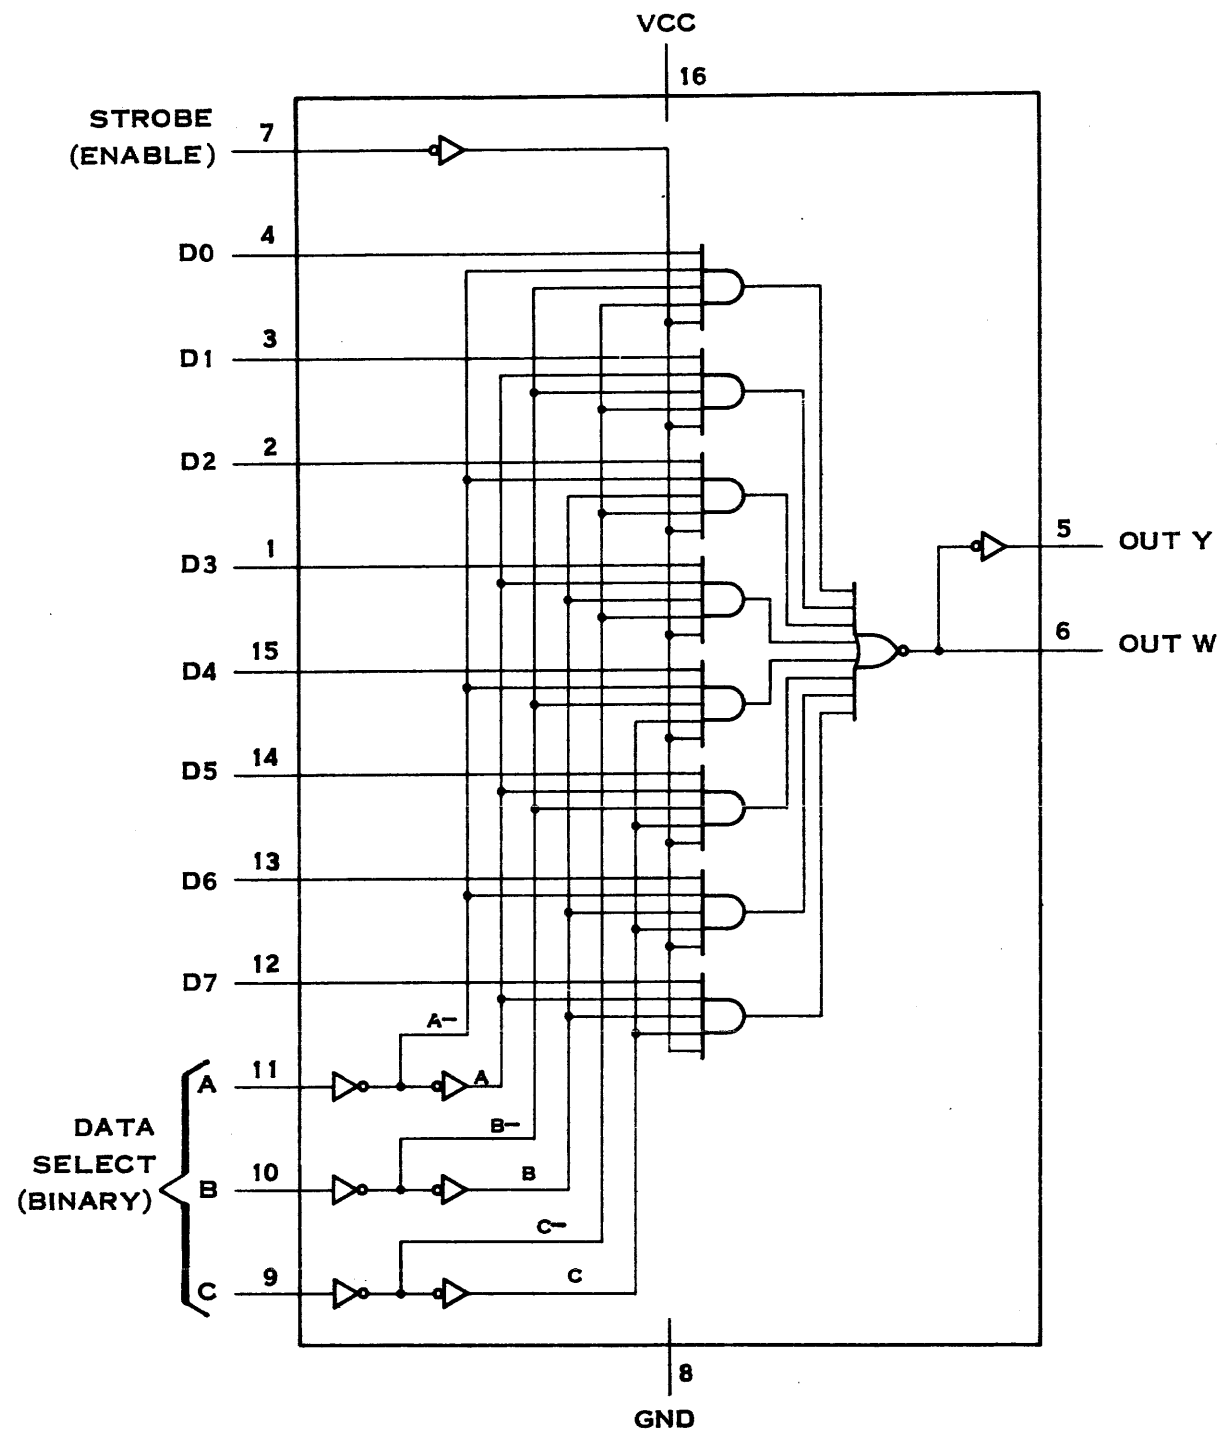 VCC
16
STROBE
(ENABLE)
7
D0
4
D1
3
D2
2
D3
1
D4
15
D5
14
D6
13
D7
12
5
OUT Y
6
OUT W
A-
A
11
A
B-
DATA
SELECT
(BINARY)
B
10
B
C-
C
9
C
8
GND